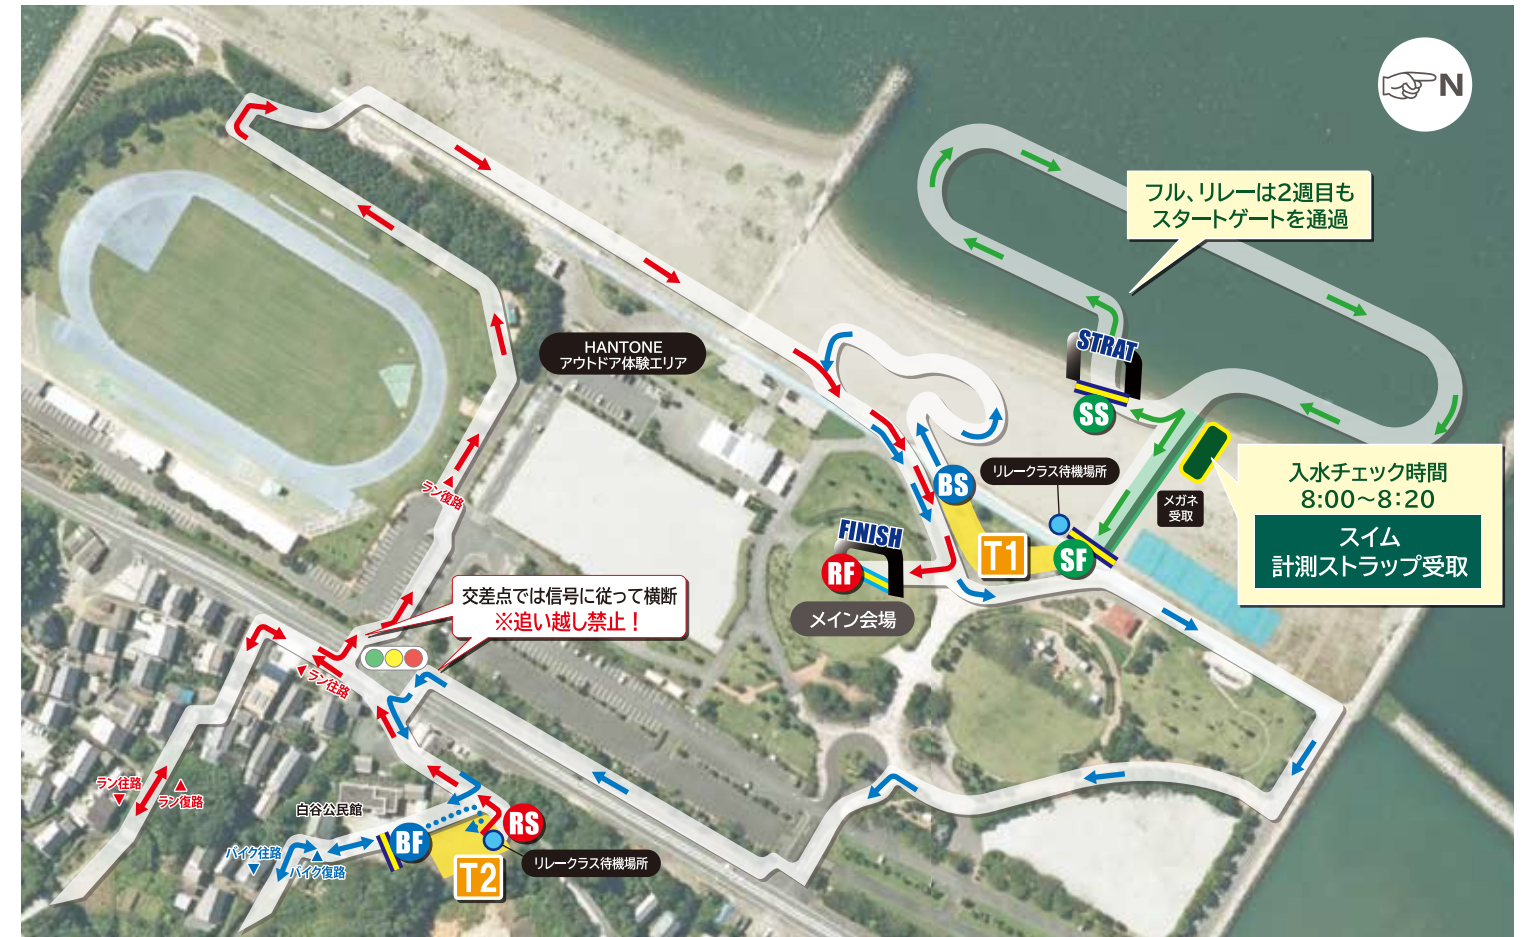 N
フル、リレーは2週目も
スタートゲートを通過
STRAT
SS
HANTONE
アウトドア体験エリア
リレークラス待機場所
BS
メガネ
受取
入水チェック時間
8:00～8:20
スイム
計測ストラップ受取
FINISH
RF
T1
SF
メイン会場
ラン復路
交差点では信号に従って横断
※追い越し禁止！
ラン往路
ラン往路
ラン復路
白谷公民館
RS
BF
バイク往路
バイク復路
T2
リレークラス待機場所